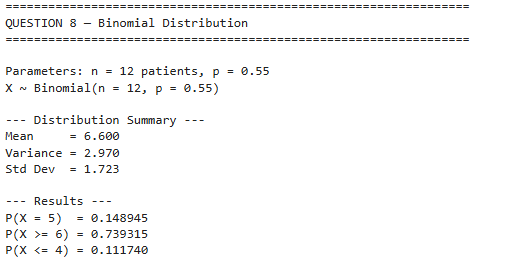 ==================================================================
QUESTION 8 — Binomial Distribution
==================================================================
Parameters: n = 12 patients, p = 0.55
X ~ Binomial(n = 12, p = 0.55)
--- Distribution Summary ---
Mean     = 6.600
Variance = 2.970
Std Dev  = 1.723
--- Results ---
P(X = 5)  = 0.148945
P(X >= 6) = 0.739315
P(X <= 4) = 0.111740